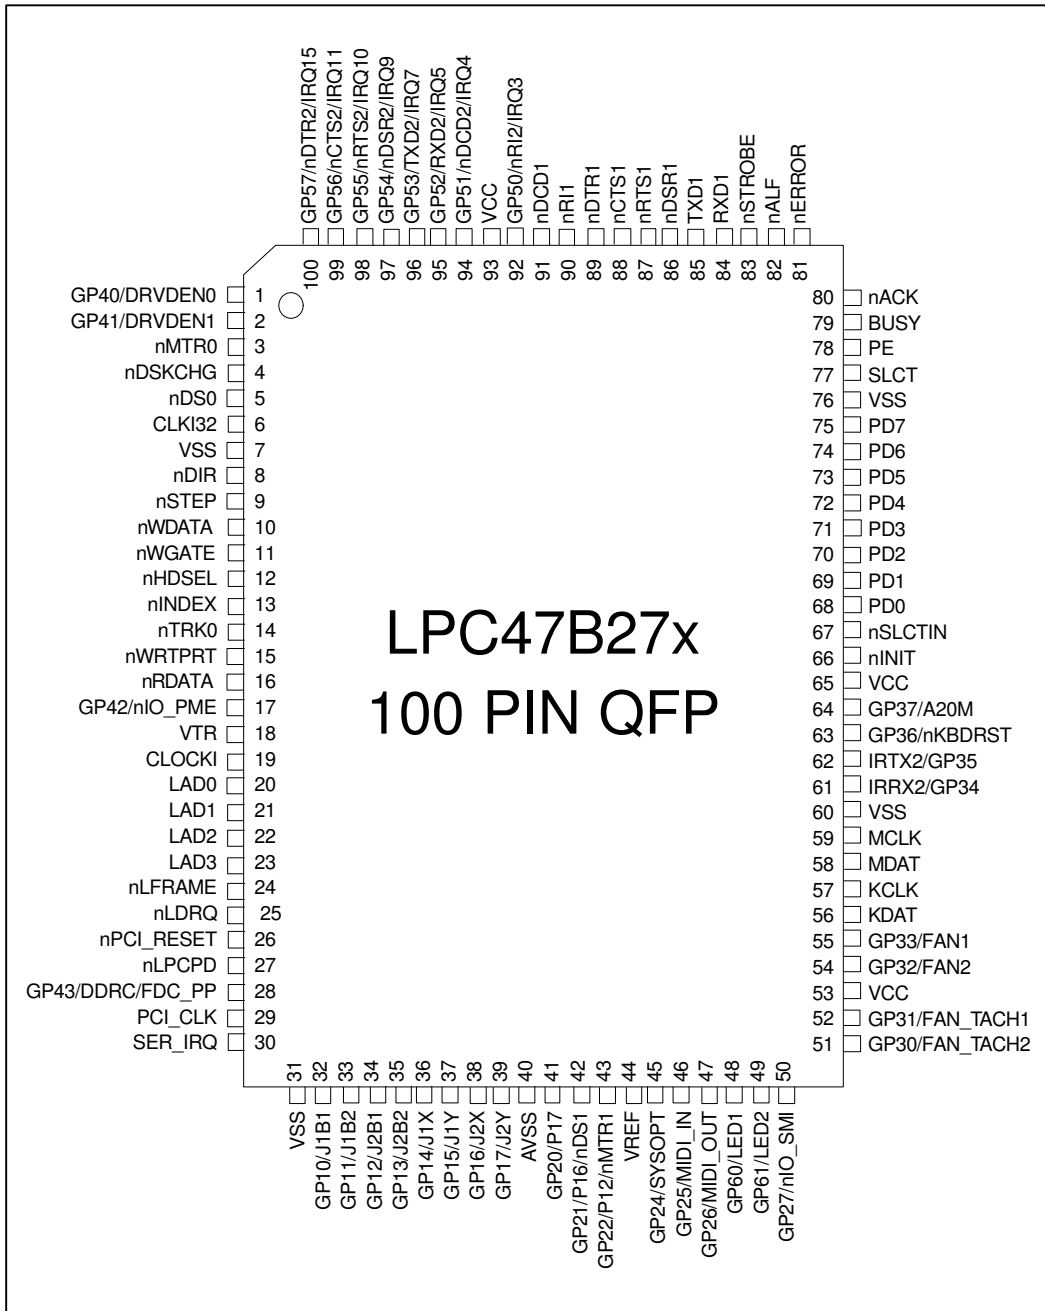 GP57/nDTR2/IRQ15
GP56/nCTS2/IRQ11
GP55/nRTS2/IRQ10
GP54/nDSR2/IRQ9
GP53/TXD2/IRQ7
GP52/RXD2/IRQ5
GP51/nDCD2/IRQ4
VCC
GP50/nRI2/IRQ3
nDCD1
nRI1
nDTR1
nCTS1
nRTS1
nDSR1
TXD1
RXD1
nSTROBE
nALF
nERROR
100
99
98
97
96
95
94
93
92
91
90
89
88
87
86
85
84
83
82
81
GP40/DRVDEN0 1
GP41/DRVDEN1 2
nMTR0 3
nDSKCHG 4
nDS0 5
CLKI32 6
VSS 7
nDIR 8
nSTEP 9
nWDATA 10
nWGATE 11
nHDSEL 12
nINDEX 13
nTRK0 14
nWRTPRT 15
nRDATA 16
GP42/nIO_PME 17
VTR 18
CLOCKI 19
LAD0 20
LAD1 21
LAD2 22
LAD3 23
nLFRAME 24
nLDRQ 25
nPCI_RESET 26
nLPCPD 27
GP43/DDRC/FDC_PP 28
PCI_CLK 29
SER_IRQ 30
LPC47B27x
100 PIN QFP
80 nACK
79 BUSY
78 PE
77 SLCT
76 VSS
75 PD7
74 PD6
73 PD5
72 PD4
71 PD3
70 PD2
69 PD1
68 PD0
67 nSLCTIN
66 nINIT
65 VCC
64 GP37/A20M
63 GP36/nKBDRST
62 IRTX2/GP35
61 IRRX2/GP34
60 VSS
59 MCLK
58 MDAT
57 KCLK
56 KDAT
55 GP33/FAN1
54 GP32/FAN2
53 VCC
52 GP31/FAN_TACH1
51 GP30/FAN_TACH2
31
32
33
34
35
36
37
38
39
40
41
42
43
44
45
46
47
48
49
50
VSS
GP10/J1B1
GP11/J1B2
GP12/J2B1
GP13/J2B2
GP14/J1X
GP15/J1Y
GP16/J2X
GP17/J2Y
AVSS
GP20/P17
GP21/P16/nDS1
GP22/P12/nMTR1
VREF
GP24/SYSOPT
GP25/MIDI_IN
GP26/MIDI_OUT
GP60/LED1
GP61/LED2
GP27/nIO_SMI